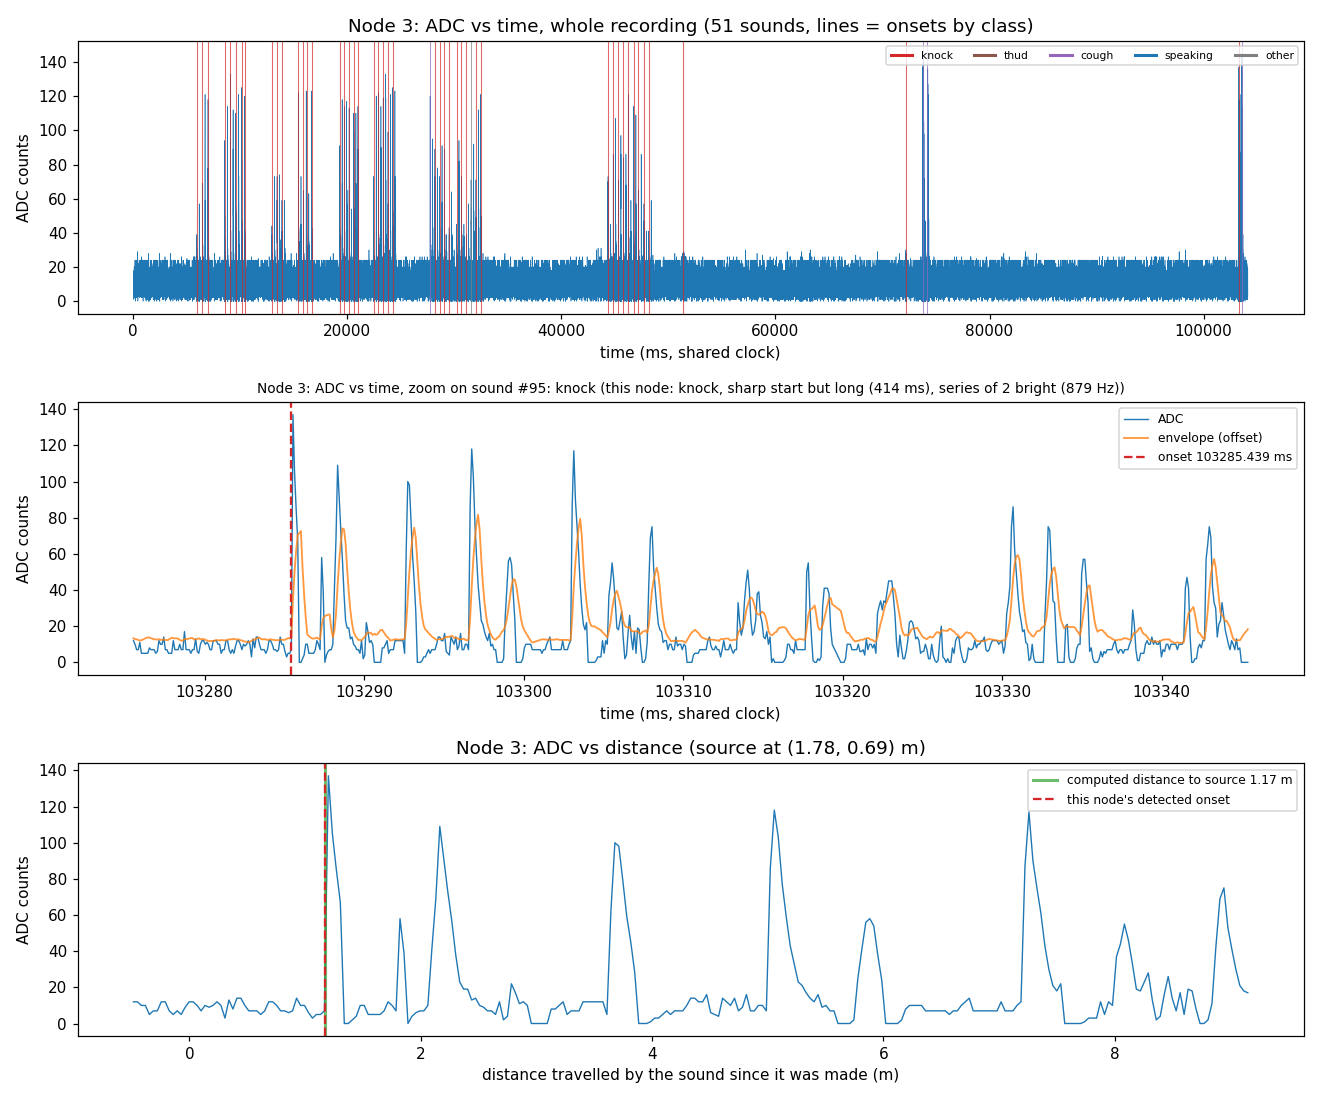 Node 3: ADC vs time, whole recording (51 sounds, lines = onsets by class)
140
120
100
80
60
40
20
0
ADC counts
knock
thud
cough
speaking
other
0
20000
40000
60000
80000
100000
time (ms, shared clock)
Node 3: ADC vs time, zoom on sound #95: knock (this node: knock, sharp start but long (414 ms), series of 2 bright (879 Hz))
140
120
100
80
60
40
20
0
ADC counts
ADC
envelope (offset)
onset 103285.439 ms
103280
103290
103300
103310
103320
103330
103340
time (ms, shared clock)
Node 3: ADC vs distance (source at (1.78, 0.69) m)
140
120
100
80
60
40
20
0
ADC counts
computed distance to source 1.17 m
this node's detected onset
0
2
4
6
8
distance travelled by the sound since it was made (m)